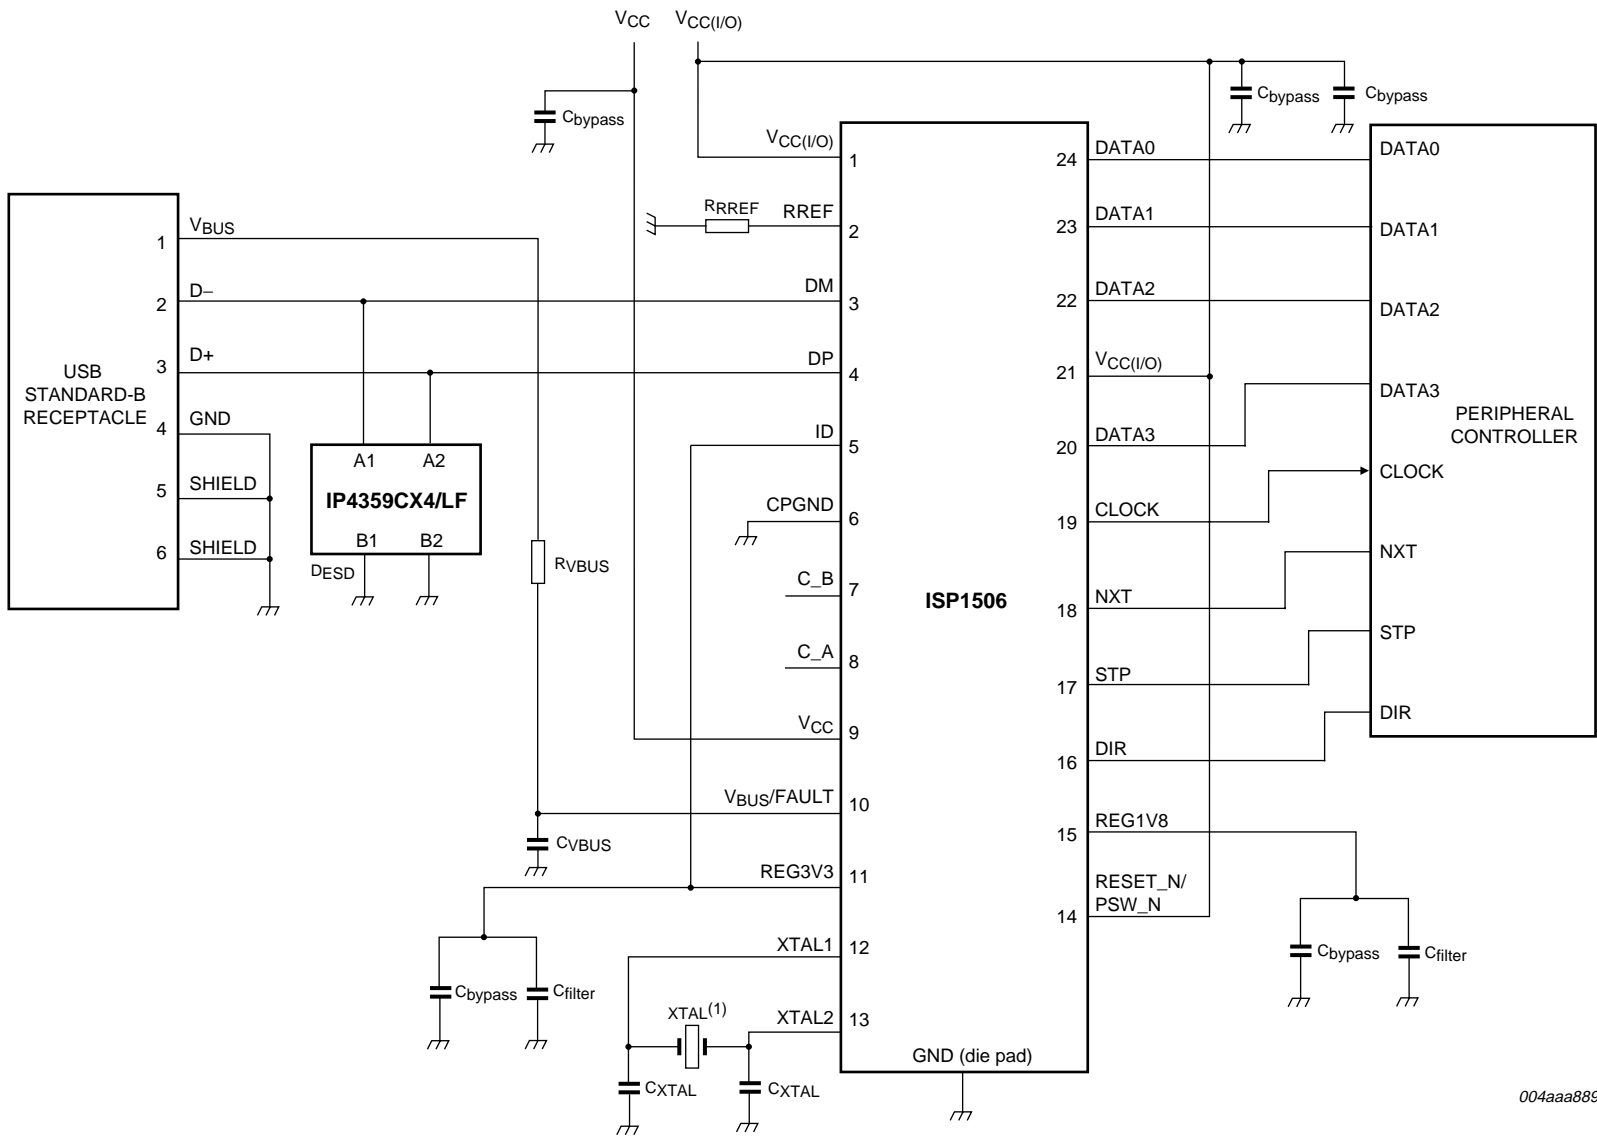 VCC VCC(I/O)
Cbypass
Cbypass
Cbypass
USB
STANDARD-B
RECEPTACLE
1 VBUS
2 D−
3 D+
4 GND
5 SHIELD
6 SHIELD
A1 A2
IP4359CX4/LF
B1 B2
DESD
RVBUS
CVBUS
RRREF
VCC(I/O) 1
RREF 2
DM 3
DP 4
ID 5
CPGND 6
C_B 7
C_A 8
VCC 9
VBUS/FAULT 10
REG3V3 11
XTAL1 12
XTAL2 13
Cbypass
Cfilter
XTAL(1)
CXTAL
CXTAL
ISP1506
GND (die pad)
24 DATA0
23 DATA1
22 DATA2
21 VCC(I/O)
20 DATA3
19 CLOCK
18 NXT
17 STP
16 DIR
15 REG1V8
RESET_N/
14 PSW_N
Cbypass
Cfilter
DATA0
DATA1
DATA2
DATA3
PERIPHERAL
CONTROLLER
CLOCK
NXT
STP
DIR
004aaa889